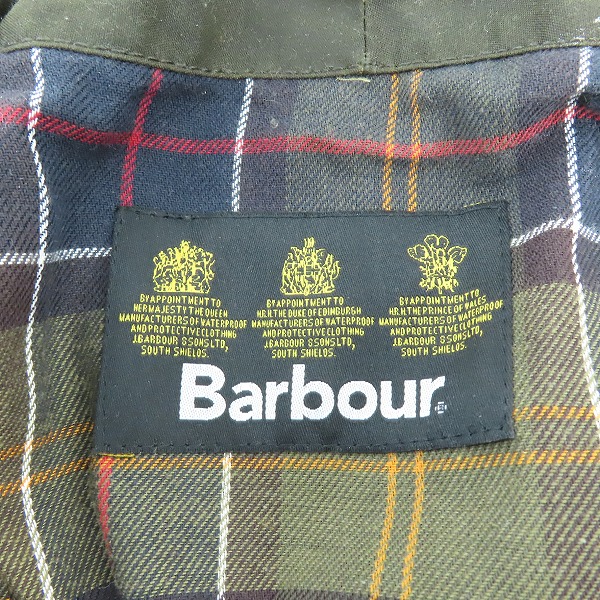 BY APPOINTMENT TO
HER MAJESTY THE QUEEN
MANUFACTURERS OF WATERPROOF
AND PROTECTIVE CLOTHING
J.BARBOUR & SONS LTD,
SOUTH SHIELDS.
BY APPOINTMENT TO
H.R.H. THE DUKE OF EDINBURGH
MANUFACTURERS OF WATERPROOF
AND PROTECTIVE CLOTHING
J.BARBOUR & SONS LTD,
SOUTH SHIELDS.
BY APPOINTMENT TO
H.R.H. THE PRINCE OF WALES
MANUFACTURERS OF WATERPROOF
AND PROTECTIVE CLOTHING
J.BARBOUR & SONS LTD,
SOUTH SHIELDS.
Barbour